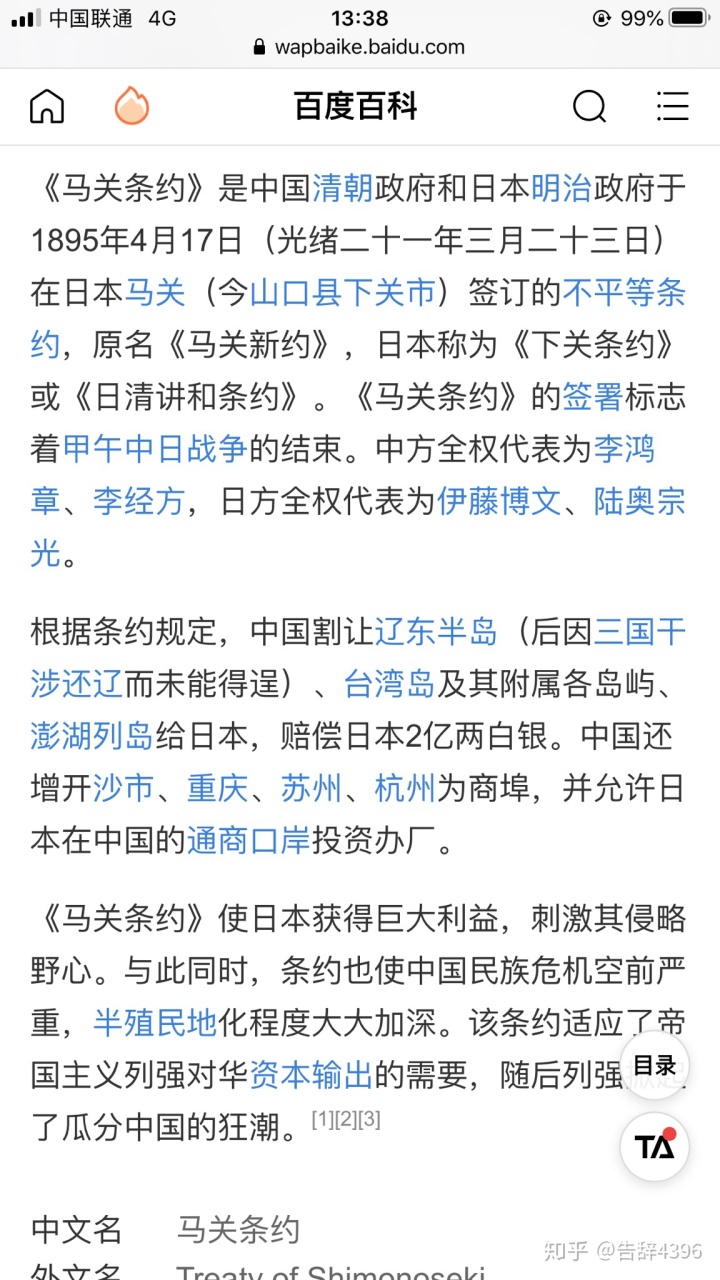 中国联通 4G 13:38 99%
wapbaike.baidu.com
百度百科
《马关条约》是中国清朝政府和日本明治政府于
1895年4月17日（光绪二十一年三月二十三日）
在日本马关（今山口县下关市）签订的不平等条
约，原名《马关新约》，日本称为《下关条约》
或《日清讲和条约》。《马关条约》的签署标志
着甲午中日战争的结束。中方全权代表为李鸿
章、李经方，日方全权代表为伊藤博文、陆奥宗
光。
根据条约规定，中国割让辽东半岛（后因三国干
涉还辽而未能得逞）、台湾岛及其附属各岛屿、
澎湖列岛给日本，赔偿日本2亿两白银。中国还
增开沙市、重庆、苏州、杭州为商埠，并允许日
本在中国的通商口岸投资办厂。
《马关条约》使日本获得巨大利益，刺激其侵略
野心。与此同时，条约也使中国民族危机空前严
重，半殖民地化程度大大加深。该条约适应了帝
国主义列强对华资本输出的需要，随后列强掀起
了瓜分中国的狂潮。[1][2][3]
目录
TA
中文名 马关条约
外文名 Treaty of Shimonoseki
知乎 @告辞4396